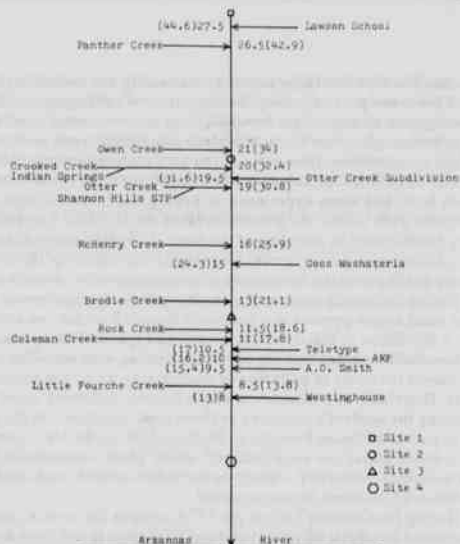 (44.6)27.5 Lawson School
Panther Creek 26.5(42.9)
Owen Creek 21(34)
Crooked Creek 20(32.4)
Indian Springs
(31.6)19.5 Otter Creek Subdivision
Otter Creek 19(30.8)
Shannon Hills STP
McHenry Creek 16(25.9)
(24.3)15 Goss Washateria
Brodie Creek 13(21.1)
Rock Creek 11.5(18.6)
Coleman Creek 11(17.8)
(17)10.5 Teletype
(16.2)10 AKP
(15.4)9.5 A.O. Smith
Little Fourche Creek 8.5(13.8)
(13)8 Westinghouse
Site 1
Site 2
Site 3
Site 4
Arkansas River